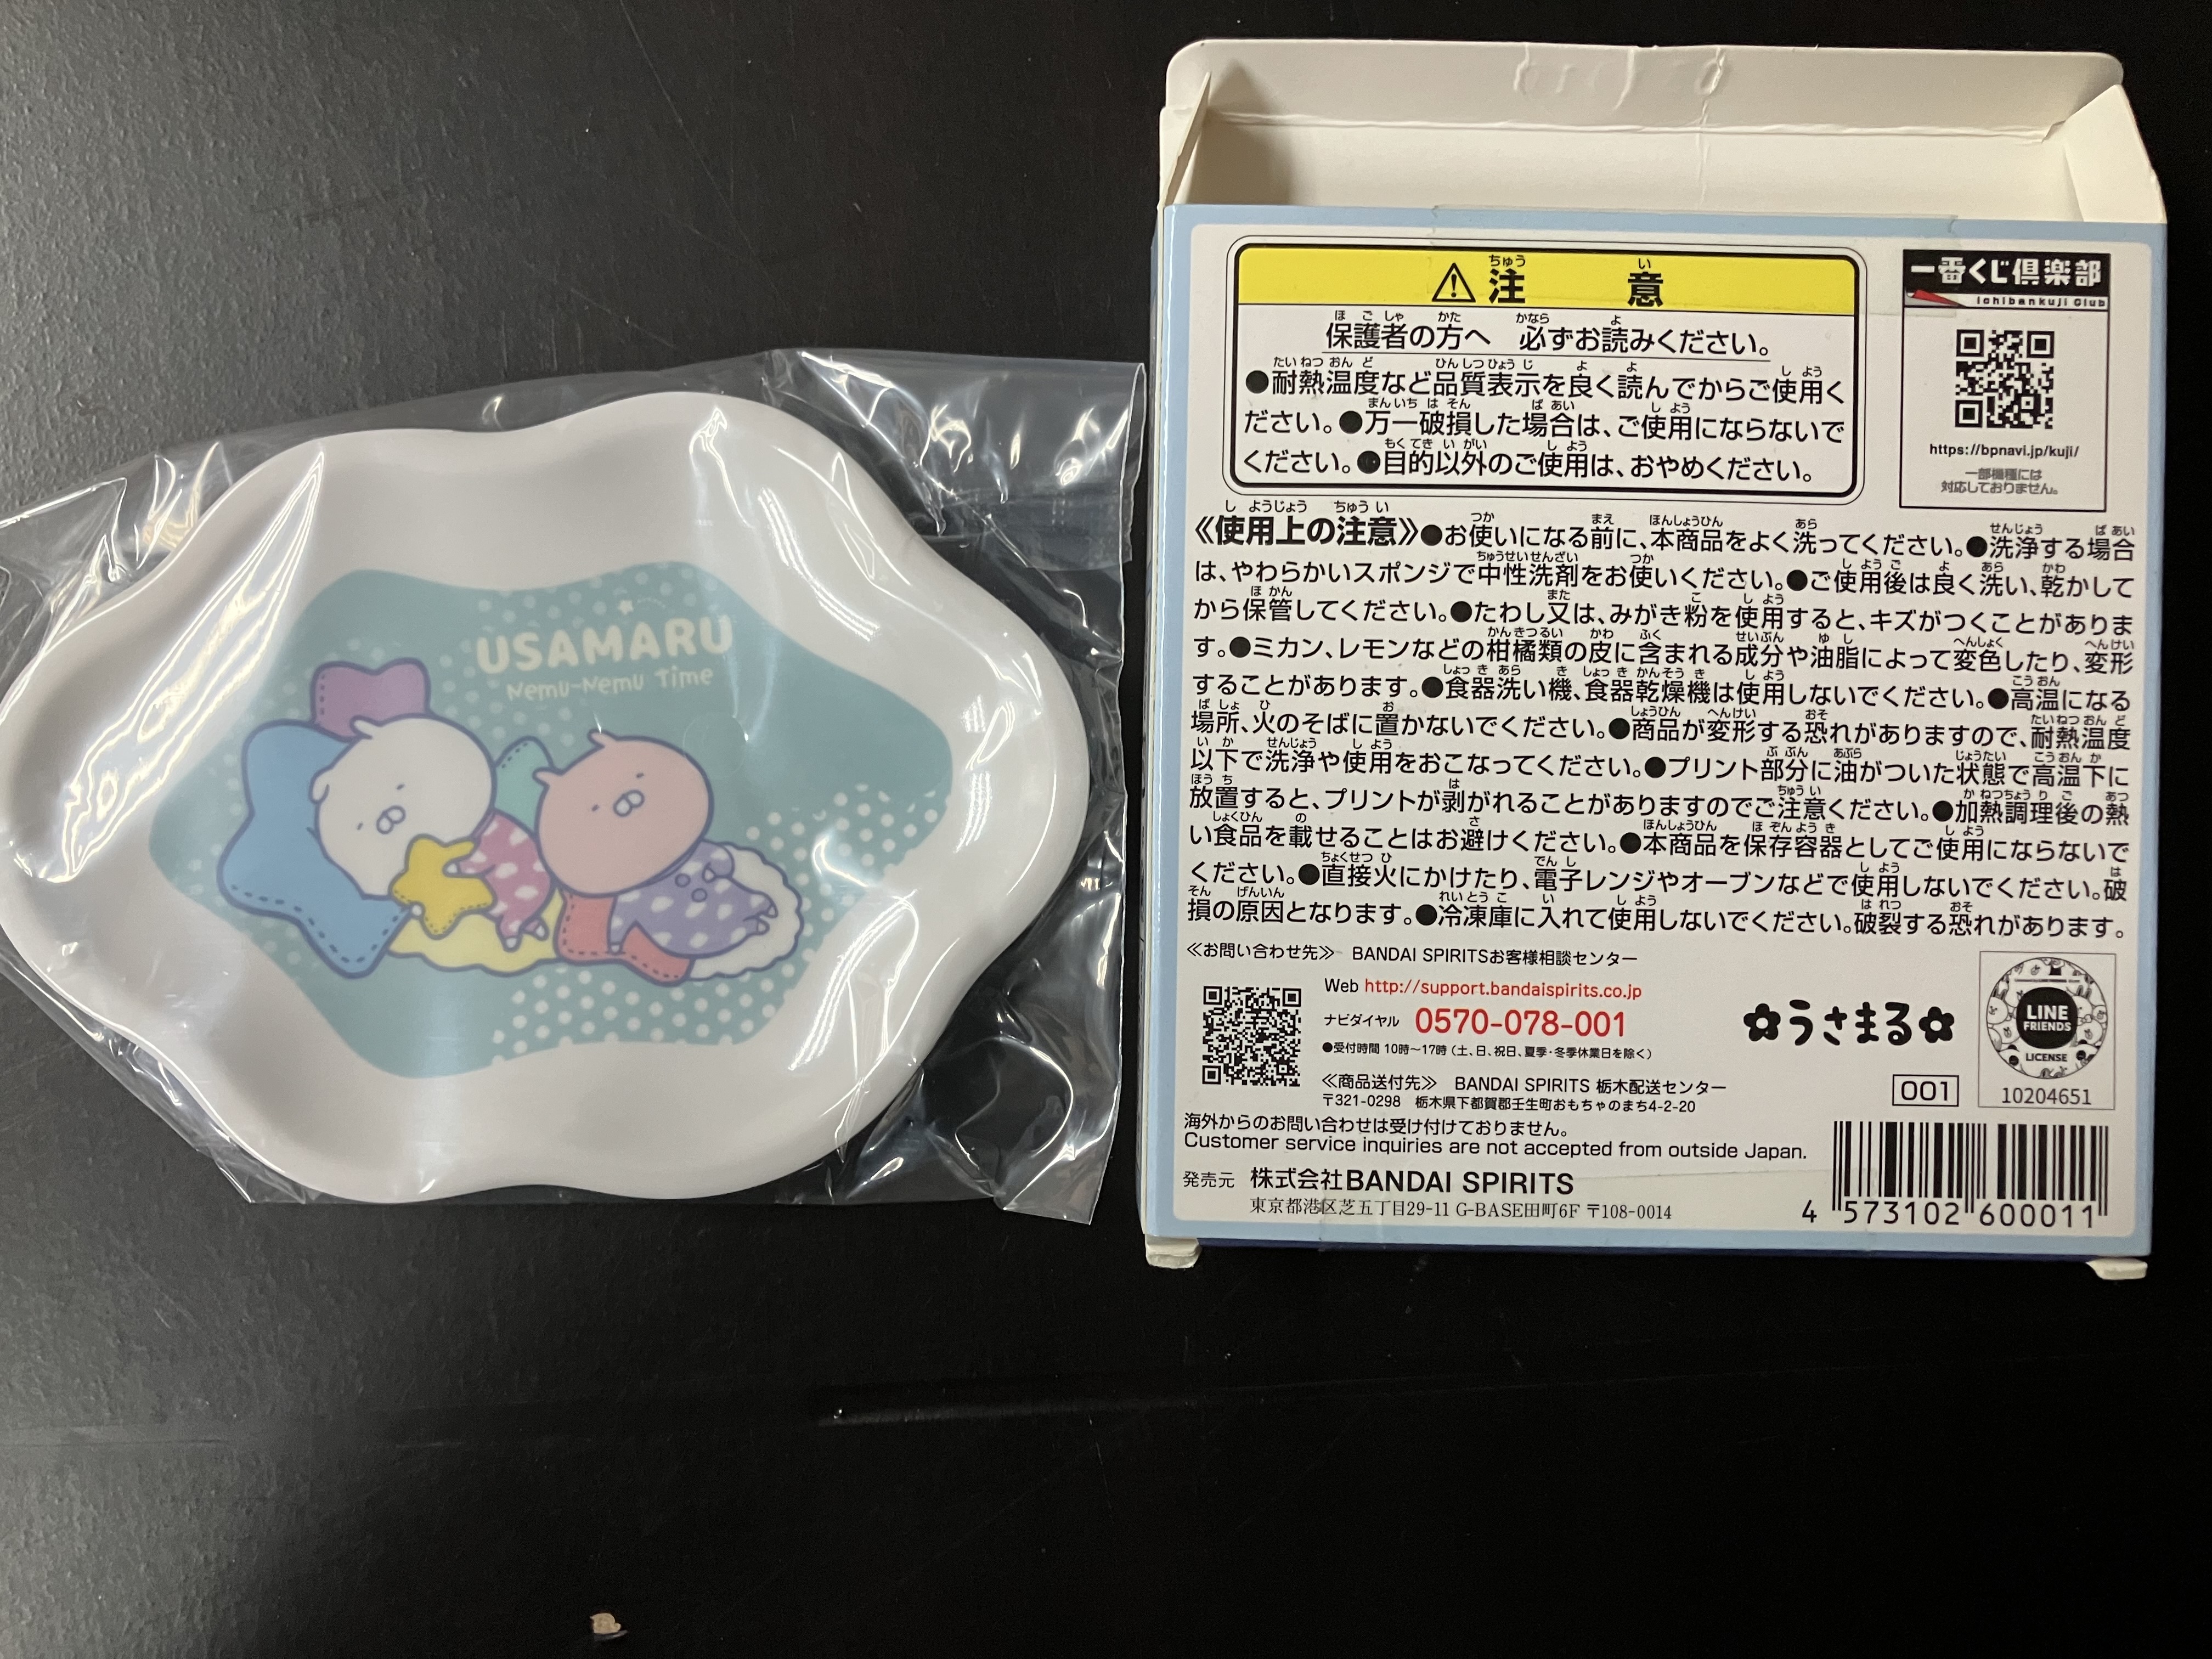 USAMARU
Nemu-Nemu Time
⚠注意
保護者の方へ 必ずお読みください。
●耐熱温度など品質表示を良く読んでからご使用く
ださい。●万一破損した場合は、ご使用にならないで
ください。●目的以外のご使用は、おやめください。
一番くじ倶楽部
Ichibankuji Club
https://bpnavi.jp/kuji/
一部機種には
対応しておりません。
《使用上の注意》●お使いになる前に、本商品をよく洗ってください。●洗浄する場合
は、やわらかいスポンジで中性洗剤をお使いください。●ご使用後は良く洗い、乾かして
から保管してください。●たわし又は、みがき粉を使用すると、キズがつくことがありま
す。●ミカン、レモンなどの柑橘類の皮に含まれる成分や油脂によって変色したり、変形
することがあります。●食器洗い機、食器乾燥機は使用しないでください。●高温になる
場所、火のそばに置かないでください。●商品が変形する恐れがありますので、耐熱温度
以下で洗浄や使用をおこなってください。●プリント部分に油がついた状態で高温下に
放置すると、プリントが剥がれることがありますのでご注意ください。●加熱調理後の熱
い食品を載せることはお避けください。●本商品を保存容器としてご使用にならないで
ください。●直接火にかけたり、電子レンジやオーブンなどで使用しないでください。破
損の原因となります。●冷凍庫に入れて使用しないでください。破裂する恐れがあります。
≪お問い合わせ先≫ BANDAI SPIRITSお客様相談センター
Web http://support.bandaispirits.co.jp
ナビダイヤル 0570-078-001
●受付時間 10時～17時（土、日、祝日、夏季・冬季休業日を除く）
≪商品送付先≫ BANDAI SPIRITS 栃木配送センター
〒321-0298 栃木県下都賀郡壬生町おもちゃのまち4-2-20
うさまる
LINE
FRIENDS
LICENSE
001
10204651
海外からのお問い合わせは受け付けておりません。
Customer service inquiries are not accepted from outside Japan.
発売元 株式会社BANDAI SPIRITS
東京都港区芝五丁目29-11 G-BASE田町6F 〒108-0014
4 573102 600011